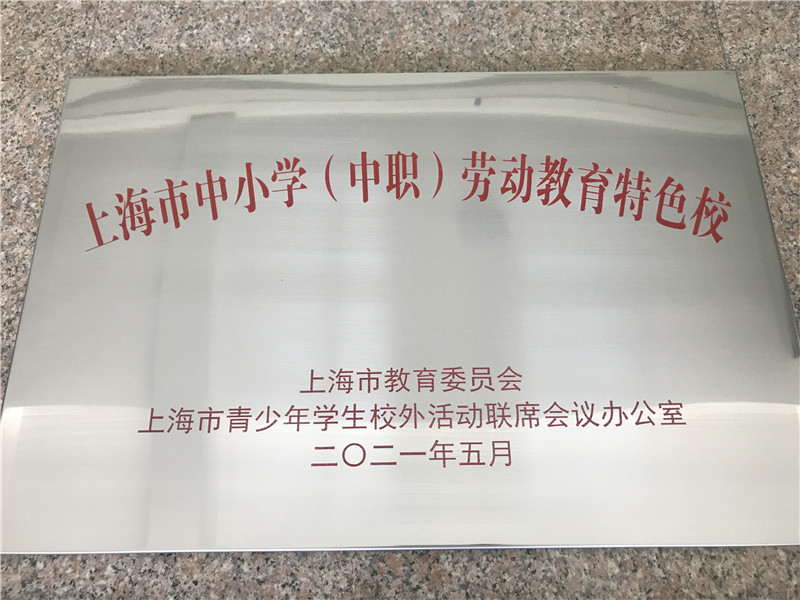 上海市中小学（中职）劳动教育特色校
上海市教育委员会
上海市青少年学生校外活动联席会议办公室
二〇二一年五月